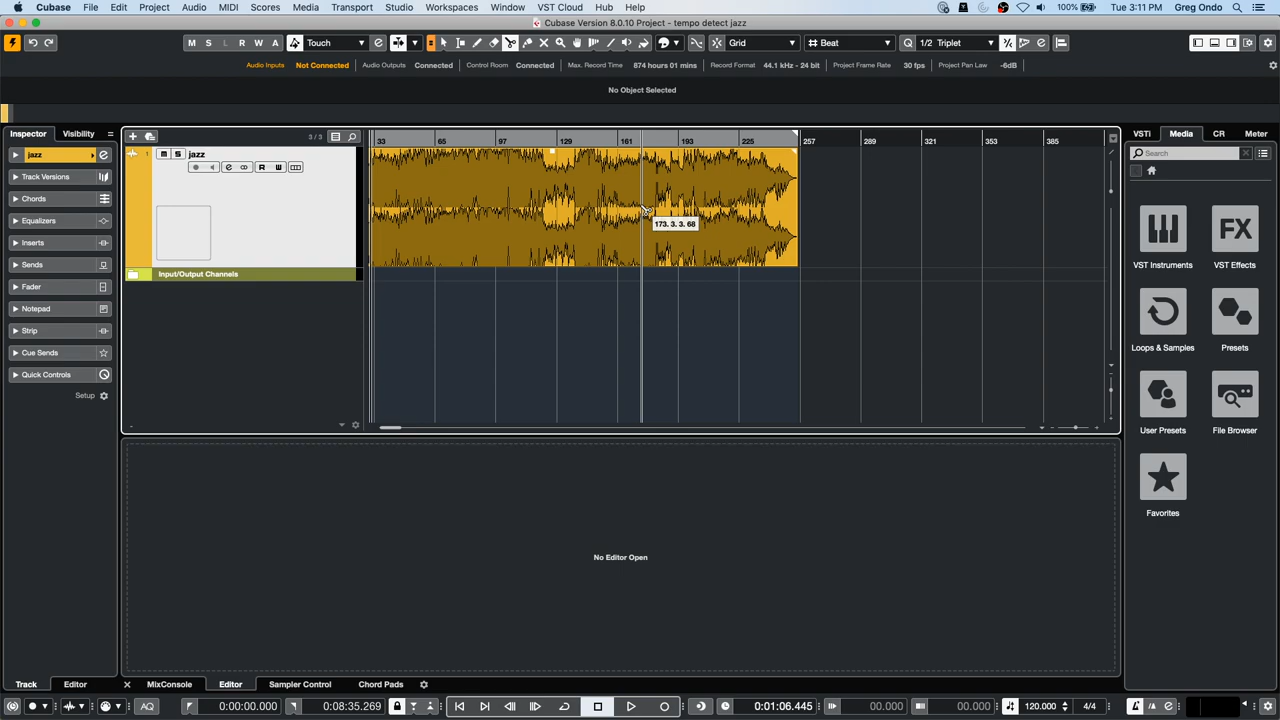 Cubase File Edit Project Audio MIDI Scores Media Transport Studio Workspaces Window VST Cloud Hub Help 100% Tue 3:11 PM Greg Ondo
Cubase Version 8.0.10 Project - tempo detect jazz
M S L R W A Touch Grid Beat Q 1/2 Triplet
Audio Inputs Not Connected Audio Outputs Connected Control Room Connected Max. Record Time 874 hours 01 mins Record Format 44.1 kHz - 24 bit Project Frame Rate 30 fps Project Pan Law -6dB
No Object Selected
Inspector Visibility 3/3 33 65 97 129 161 193 225 257 289 321 353 385 VSTi Media CR Meter
jazz
1 M S jazz
R W
Search
Track Versions
Chords
Equalizers
Inserts
Sends
Fader
Notepad
Strip
Cue Sends
Quick Controls
Setup
Input/Output Channels
173. 3. 3. 68
FX
VST Instruments VST Effects
Loops & Samples Presets
User Presets File Browser
Favorites
No Editor Open
Track Editor MixConsole Editor Sampler Control Chord Pads
AQ 0:00:00.000 0:08:35.269 0:01:06.445 00.000 00.000 120.000 4/4